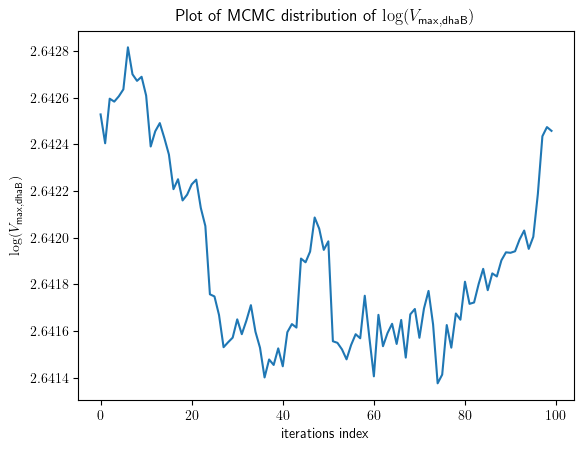 Plot of MCMC distribution of log(V_max,dhaB)
2.6428
2.6426
2.6424
2.6422
2.6420
2.6418
2.6416
2.6414
log(V_max,dhaB)
0 20 40 60 80 100
iterations index